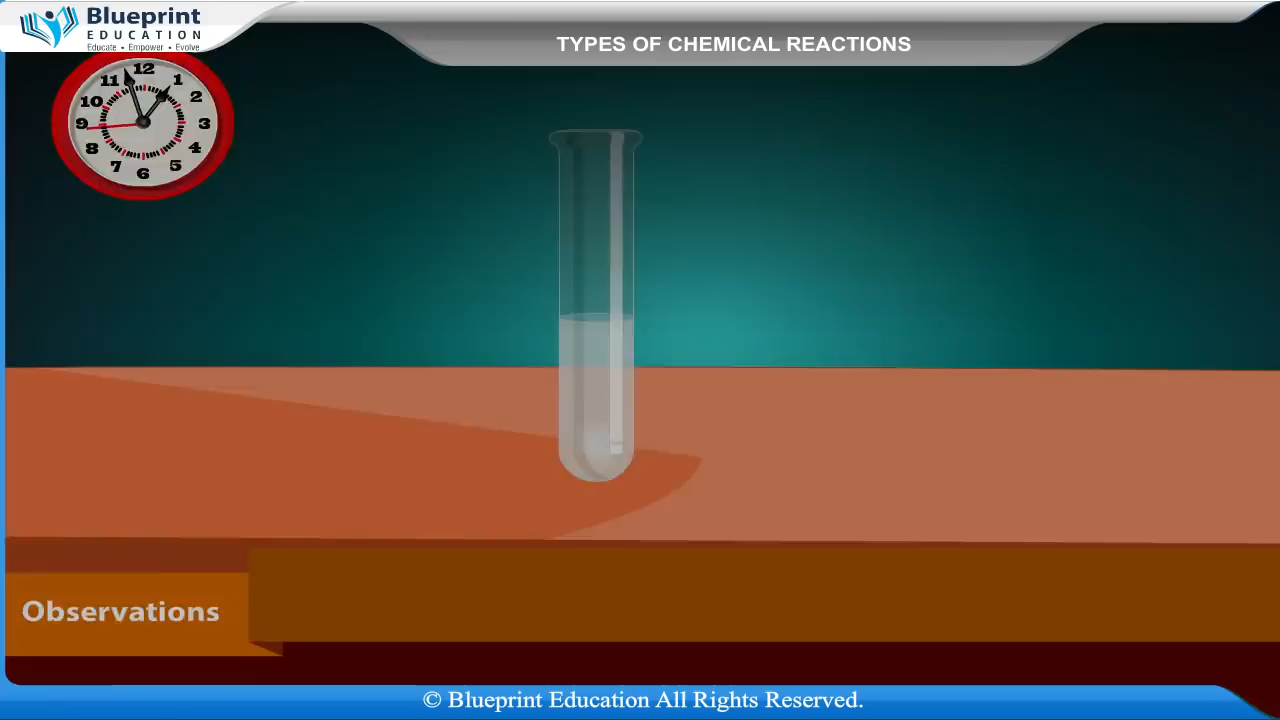 Blueprint
EDUCATION
Educate • Empower • Evolve
TYPES OF CHEMICAL REACTIONS
12
1
2
3
4
5
6
7
8
9
10
11
Observations
© Blueprint Education All Rights Reserved.